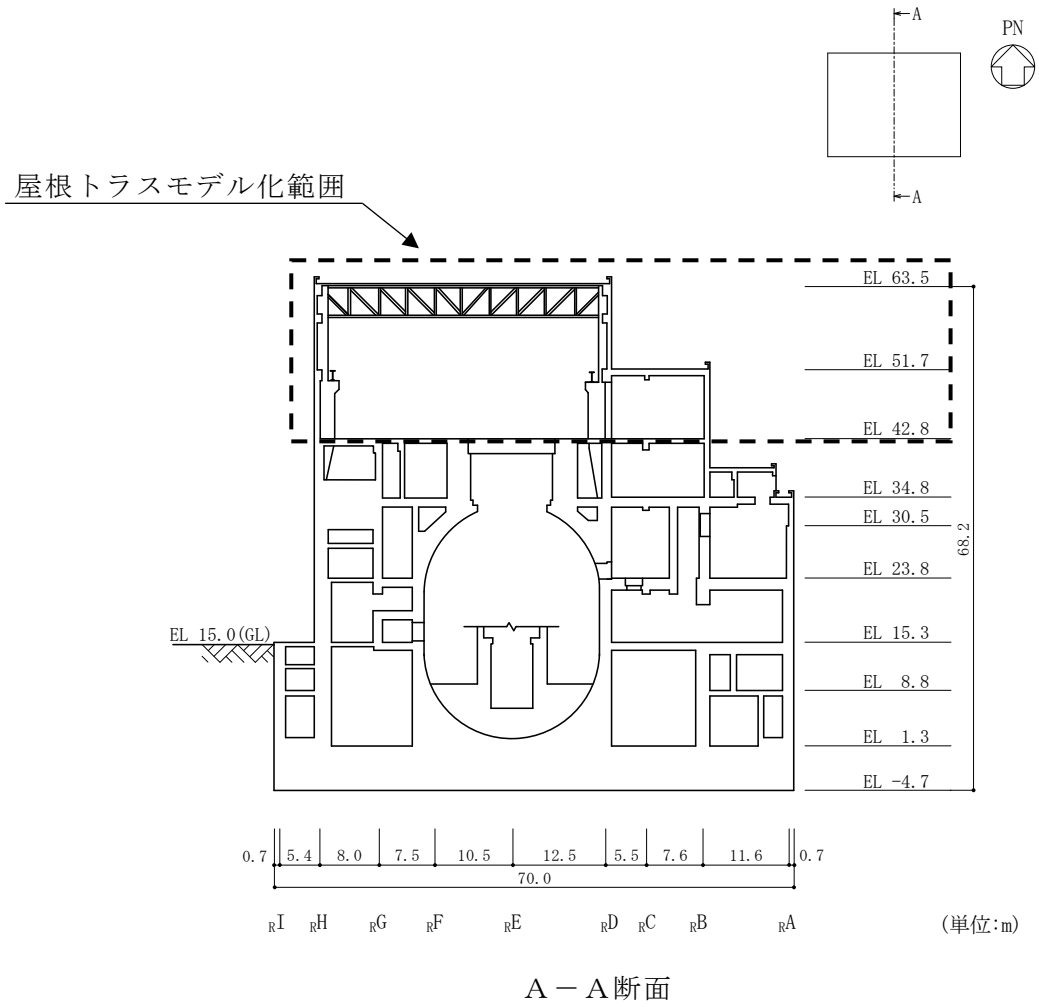 A
PN
A
屋根トラスモデル化範囲
EL 63.5
EL 51.7
EL 42.8
EL 34.8
EL 30.5
68.2
EL 23.8
EL 15.0(GL)
EL 15.3
EL 8.8
EL 1.3
EL -4.7
0.7 5.4 8.0 7.5 10.5 12.5 5.5 7.6 11.6 0.7
70.0
RI RH RG RF RE RD RC RB RA
(単位:m)
A-A断面